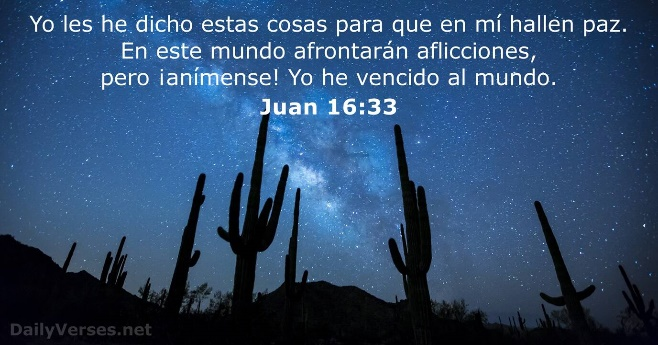 Yo les he dicho estas cosas para que en mí hallen paz.
En este mundo afrontarán aflicciones,
pero ¡anímense! Yo he vencido al mundo.
Juan 16:33
DailyVerses.net